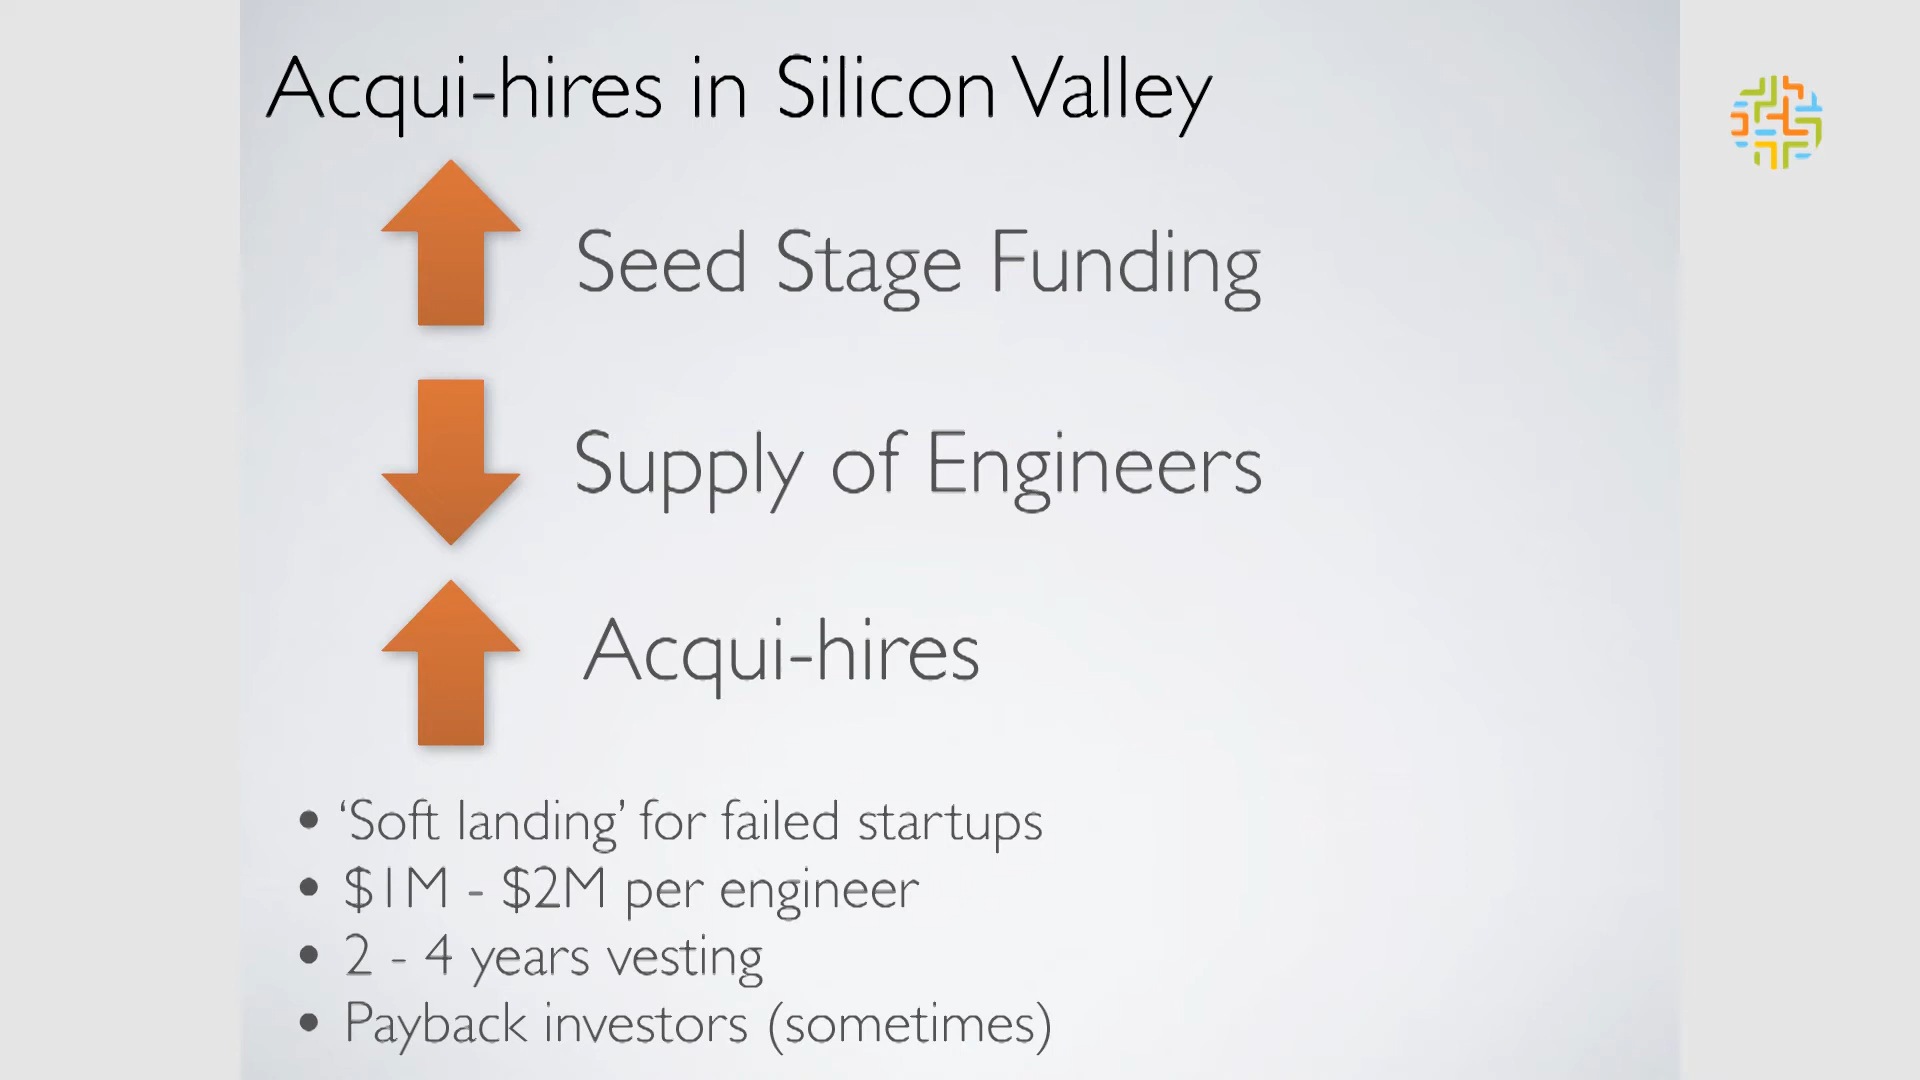 Acqui-hires in Silicon Valley
Seed Stage Funding
Supply of Engineers
Acqui-hires
• ‘Soft landing’ for failed startups
• $1M - $2M per engineer
• 2 - 4 years vesting
• Payback investors (sometimes)